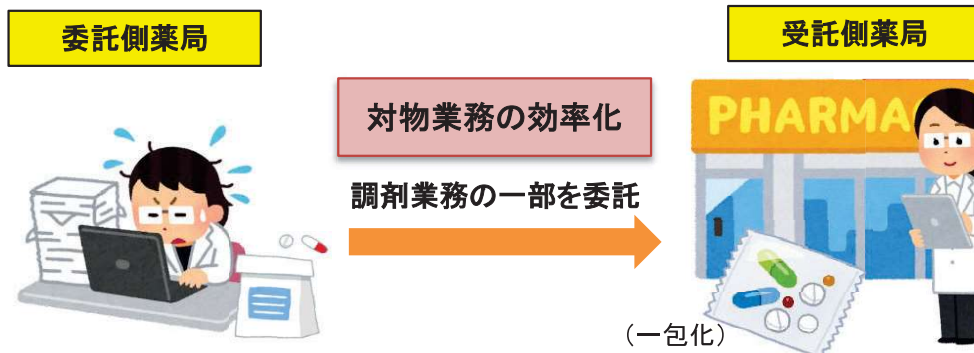 委託側薬局
受託側薬局
対物業務の効率化
PHARMA
調剤業務の一部を委託
（一包化）